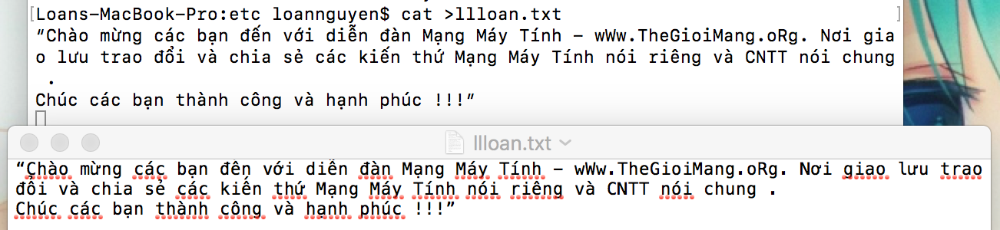 [Loans-MacBook-Pro:etc loannguyen$ cat >llloan.txt ]
“Chào mừng các bạn đến với diễn đàn Mạng Máy Tính – wWw.TheGioiMang.oRg. Nơi gia
o lưu trao đổi và chia sẻ các kiến thứ Mạng Máy Tính nói riêng và CNTT nói chung
.
Chúc các bạn thành công và hạnh phúc !!!”
llloan.txt
“Chào mừng các bạn đến với diễn đàn Mạng Máy Tính – wWw.TheGioiMang.oRg. Nơi giao lưu trao
đổi và chia sẻ các kiến thứ Mạng Máy Tính nói riêng và CNTT nói chung .
Chúc các bạn thành công và hạnh phúc !!!”